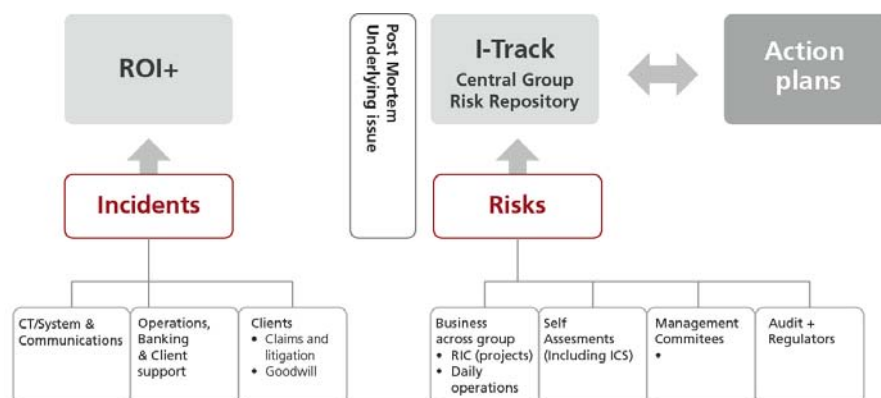 ROI+
Post Mortem
Underlying issue
I-Track
Central Group
Risk Repository
Action
plans
Incidents
Risks
CT/System &
Communications
Operations,
Banking
& Client
support
Clients
• Claims and
litigation
• Goodwill
Business
across group
• RIC (projects)
• Daily
operations
Self
Assesments
(Including ICS)
Management
Commitees
•
Audit +
Regulators